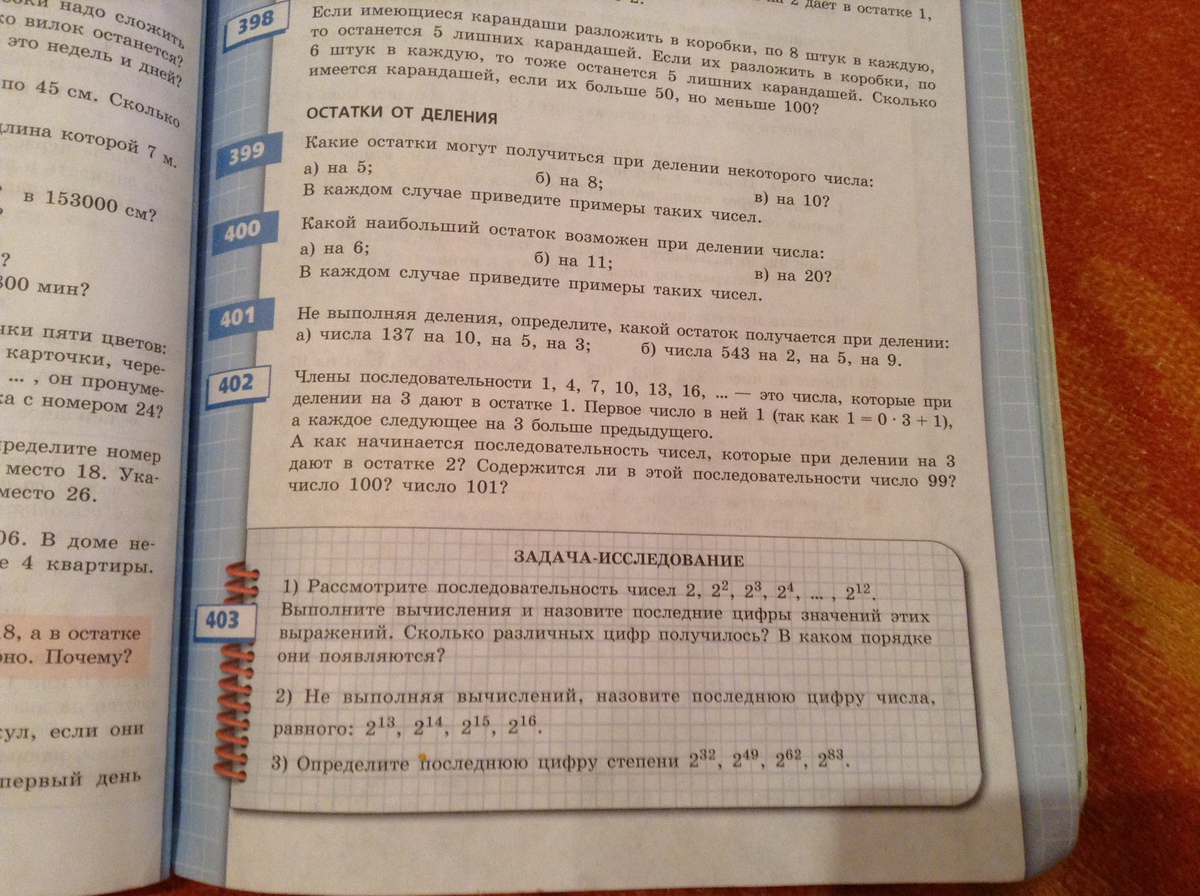 оки надо сложить
ко вилок останется?
это недель и дней?
по 45 см. Сколько
длина которой 7 м.
в 153000 см?
?
?
300 мин?
чки пяти цветов:
карточки, чере-
... , он пронуме-
ка с номером 24?
пределите номер
место 18. Ука-
место 26.
06. В доме не-
е 4 квартиры.
18, а в остатке
рно. Почему?
кул, если они
первый день
на 2 дает в остатке 1,
398
Если имеющиеся карандаши разложить в коробки, по 8 штук в каждую,
то останется 5 лишних карандашей. Если их разложить в коробки, по
6 штук в каждую, то тоже останется 5 лишних карандашей. Сколько
имеется карандашей, если их больше 50, но меньше 100?
ОСТАТКИ ОТ ДЕЛЕНИЯ
399
Какие остатки могут получиться при делении некоторого числа:
а) на 5; б) на 8; в) на 10?
В каждом случае приведите примеры таких чисел.
400
Какой наибольший остаток возможен при делении числа:
а) на 6; б) на 11; в) на 20?
В каждом случае приведите примеры таких чисел.
401
Не выполняя деления, определите, какой остаток получается при делении:
а) числа 137 на 10, на 5, на 3; б) числа 543 на 2, на 5, на 9.
402
Члены последовательности 1, 4, 7, 10, 13, 16, ... — это числа, которые при
делении на 3 дают в остатке 1. Первое число в ней 1 (так как 1 = 0 · 3 + 1),
а каждое следующее на 3 больше предыдущего.
А как начинается последовательность чисел, которые при делении на 3
дают в остатке 2? Содержится ли в этой последовательности число 99?
число 100? число 101?
ЗАДАЧА-ИССЛЕДОВАНИЕ
403
1) Рассмотрите последовательность чисел 2, 2², 2³, 2⁴, ... , 2¹².
Выполните вычисления и назовите последние цифры значений этих
выражений. Сколько различных цифр получилось? В каком порядке
они появляются?
2) Не выполняя вычислений, назовите последнюю цифру числа,
равного: 2¹³, 2¹⁴, 2¹⁵, 2¹⁶.
3) Определите последнюю цифру степени 2³², 2⁴⁹, 2⁶², 2⁸³.